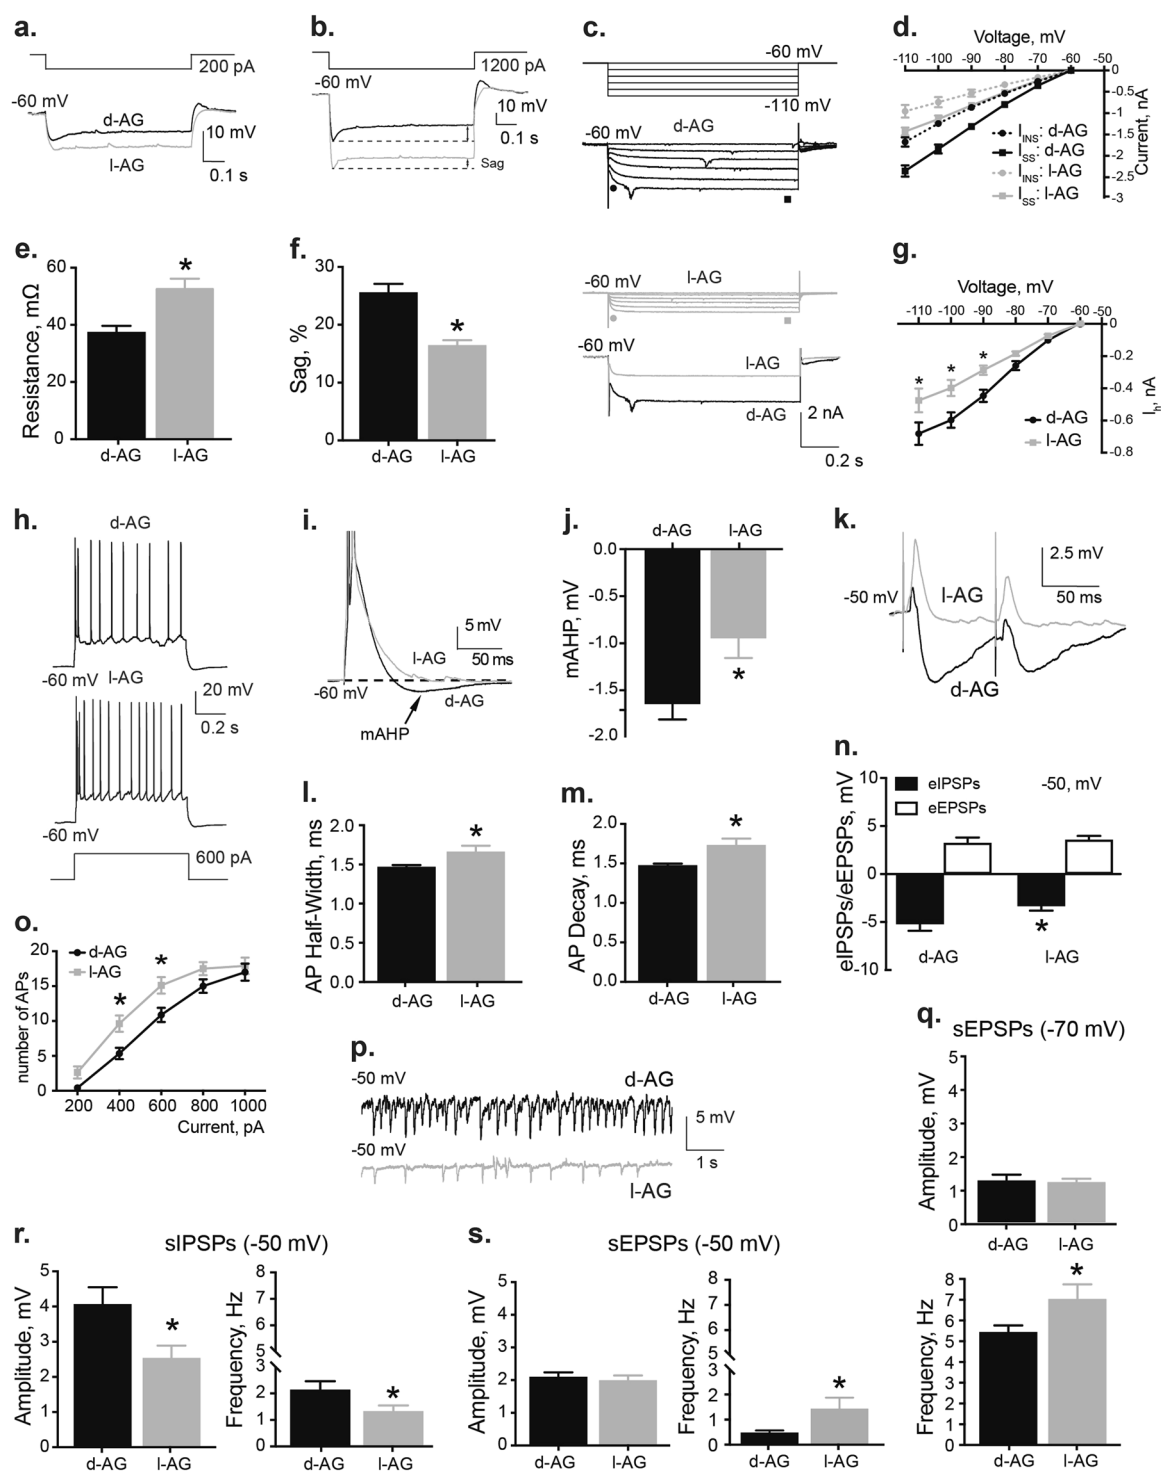 a.
200 pA
-60 mV
d-AG
l-AG
10 mV
0.1 s
b.
1200 pA
-60 mV
10 mV
0.1 s
Sag
c.
-60 mV
-110 mV
-60 mV
d-AG
-60 mV
l-AG
-60 mV
l-AG
d-AG
2 nA
0.2 s
d.
Voltage, mV
-110 -100 -90 -80 -70 -60 -50
0
-0.5
-1
-1.5
-2
-2.5
-3
Current, nA
IINS: d-AG
ISS: d-AG
IINS: l-AG
ISS: l-AG
e.
Resistance, mΩ
60
40
20
0
*
d-AG l-AG
f.
Sag, %
30
20
10
0
*
d-AG l-AG
g.
Voltage, mV
-110 -100 -90 -80 -70 -60 -50
0
-0.2
-0.4
-0.6
-0.8
Ih, nA
* * *
d-AG
l-AG
h.
d-AG
-60 mV
l-AG
20 mV
0.2 s
-60 mV
600 pA
i.
5 mV
50 ms
l-AG
-60 mV
d-AG
mAHP
j.
d-AG l-AG
mAHP, mV
0.0
-0.5
-1.0
-1.5
-2.0
*
k.
2.5 mV
50 ms
-50 mV
l-AG
d-AG
l.
AP Half-Width, ms
2.0
1.5
1.0
0.5
0.0
*
d-AG l-AG
m.
AP Decay, ms
2.0
1.5
1.0
0.5
0.0
*
d-AG l-AG
n.
eIPSPs/eEPSPs, mV
10
5
0
-5
-10
eIPSPs
eEPSPs
-50, mV
*
d-AG l-AG
o.
number of APs
20
15
10
5
0
d-AG
l-AG
* *
200 400 600 800 1000
Current, pA
p.
-50 mV
d-AG
5 mV
1 s
-50 mV
l-AG
q.
sEPSPs (-70 mV)
Amplitude, mV
5
4
3
2
1
0
d-AG l-AG
Frequency, Hz
8
7
6
5
4
3
2
1
0
*
d-AG l-AG
r.
sIPSPs (-50 mV)
Amplitude, mV
5
4
3
2
1
0
*
d-AG l-AG
Frequency, Hz
8
7
6
5
3
2
1
0
*
d-AG l-AG
s.
sEPSPs (-50 mV)
Amplitude, mV
5
4
3
2
1
0
d-AG l-AG
Frequency, Hz
8
7
6
5
3
2
1
0
*
d-AG l-AG